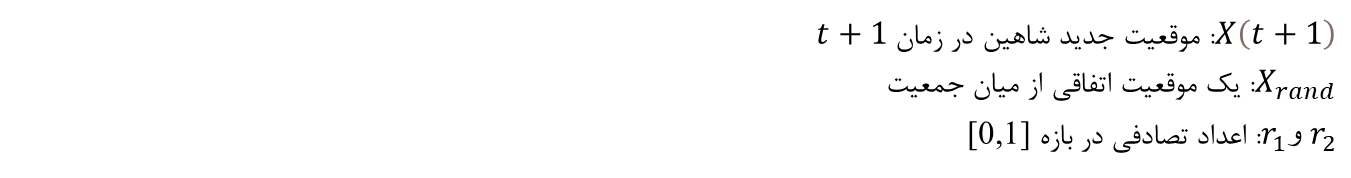 X(t + 1): موقعیت جدید شاهین در زمان t + 1
X_rand: یک موقعیت اتفاقی از میان جمعیت
r_2 و r_1: اعداد تصادفی در بازه [0,1]